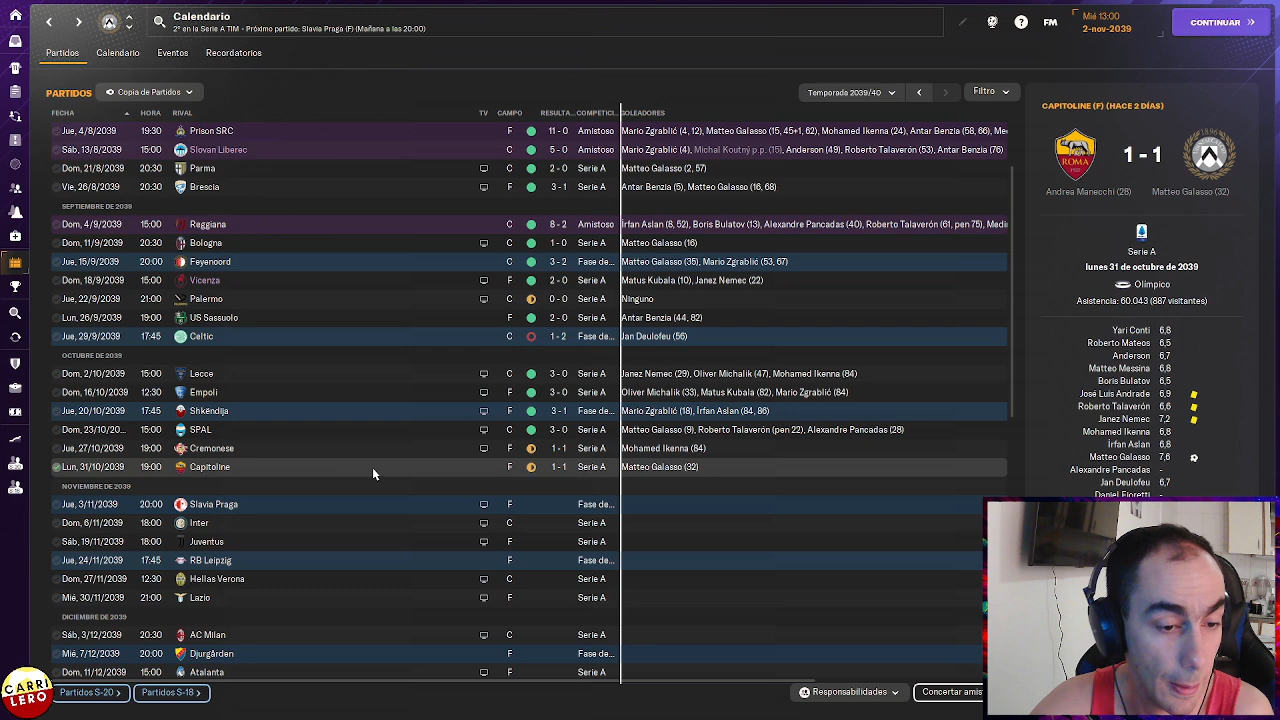 Calendario
2º en la Serie A TIM - Próximo partido: Slavia Praga (F) (Mañana a las 20:00)
FM
Mié 13:00
2-nov-2039
CONTINUAR
Partidos Calendario Eventos Recordatorios
PARTIDOS Copia de Partidos Temporada 2039/40 Filtro
FECHA HORA RIVAL TV CAMPO RESULTA... COMPETICI... GOLEADORES
Jue, 4/8/2039 19:30 Prison SRC F 11 - 0 Amistoso Mario Zgrablić (4, 12), Matteo Galasso (15, 45+1, 62), Mohamed Ikenna (24), Antar Benzia (58, 66), Me
Sáb, 13/8/2039 15:00 Slovan Liberec C 5 - 0 Amistoso Mario Zgrablić (4), Michal Koutný p.p. (15), Anderson (49), Roberto Talaverón (53), Antar Benzia (76)
Dom, 21/8/2039 20:30 Parma C 2 - 0 Serie A Matteo Galasso (2, 57)
Vie, 26/8/2039 20:30 Brescia F 3 - 1 Serie A Antar Benzia (5), Matteo Galasso (16, 68)
SEPTIEMBRE DE 2039
Dom, 4/9/2039 15:00 Reggiana C 8 - 2 Amistoso İrfan Aslan (8, 52), Boris Bulatov (13), Alexandre Pancadas (40), Roberto Talaverón (61, pen 75), Medi
Dom, 11/9/2039 20:30 Bologna C 1 - 0 Serie A Matteo Galasso (16)
Jue, 15/9/2039 20:00 Feyenoord C 3 - 2 Fase de... Matteo Galasso (35), Mario Zgrablić (53, 67)
Dom, 18/9/2039 15:00 Vicenza F 2 - 0 Serie A Matus Kubala (10), Janez Nemec (22)
Jue, 22/9/2039 21:00 Palermo C 0 - 0 Serie A Ninguno
Lun, 26/9/2039 19:00 US Sassuolo F 2 - 0 Serie A Antar Benzia (44, 82)
Jue, 29/9/2039 17:45 Celtic C 1 - 2 Fase de... Jan Deulofeu (56)
OCTUBRE DE 2039
Dom, 2/10/2039 15:00 Lecce C 3 - 0 Serie A Janez Nemec (29), Oliver Michalik (47), Mohamed Ikenna (84)
Dom, 16/10/2039 12:30 Empoli C 3 - 0 Serie A Oliver Michalik (33), Matus Kubala (82), Mario Zgrablić (84)
Jue, 20/10/2039 17:45 Shkëndija F 3 - 1 Fase de... Mario Zgrablić (18), İrfan Aslan (84, 86)
Dom, 23/10/20... 15:00 SPAL C 3 - 0 Serie A Matteo Galasso (9), Roberto Talaverón (pen 22), Alexandre Pancadas (28)
Jue, 27/10/2039 19:00 Cremonese F 1 - 1 Serie A Mohamed Ikenna (84)
Lun, 31/10/2039 19:00 Capitoline F 1 - 1 Serie A Matteo Galasso (32)
NOVIEMBRE DE 2039
Jue, 3/11/2039 20:00 Slavia Praga F Fase de...
Dom, 6/11/2039 18:00 Inter C Serie A
Sáb, 19/11/2039 18:00 Juventus F Serie A
Jue, 24/11/2039 17:45 RB Leipzig F Fase de...
Dom, 27/11/2039 12:30 Hellas Verona C Serie A
Mié, 30/11/2039 21:00 Lazio F Serie A
DICIEMBRE DE 2039
Sáb, 3/12/2039 20:30 AC Milan C Serie A
Mié, 7/12/2039 20:00 Djurgården F Fase de...
Dom, 11/12/2039 15:00 Atalanta F Serie A
Partidos S-20 Partidos S-18 Responsabilidades Concertar amis
CAPITOLINE (F) (HACE 2 DÍAS)
ROMA
1896
1 - 1
Andrea Manecchi (28) Matteo Galasso (32)
Serie A
lunes 31 de octubre de 2039
Olímpico
Asistencia: 60.043 (887 visitantes)
Yari Conti 6,8
Roberto Mateos 6,5
Anderson 6,7
Matteo Messina 6,8
Boris Bulatov 6,5
José Luis Andrade 6,9
Roberto Talaverón 6,6
Janez Nemec 7,2
Mohamed Ikenna 6,8
İrfan Aslan 6,8
Matteo Galasso 7,6
Alexandre Pancadas -
Jan Deulofeu 6,7
Daniel Fioretti
CARRI
LERO